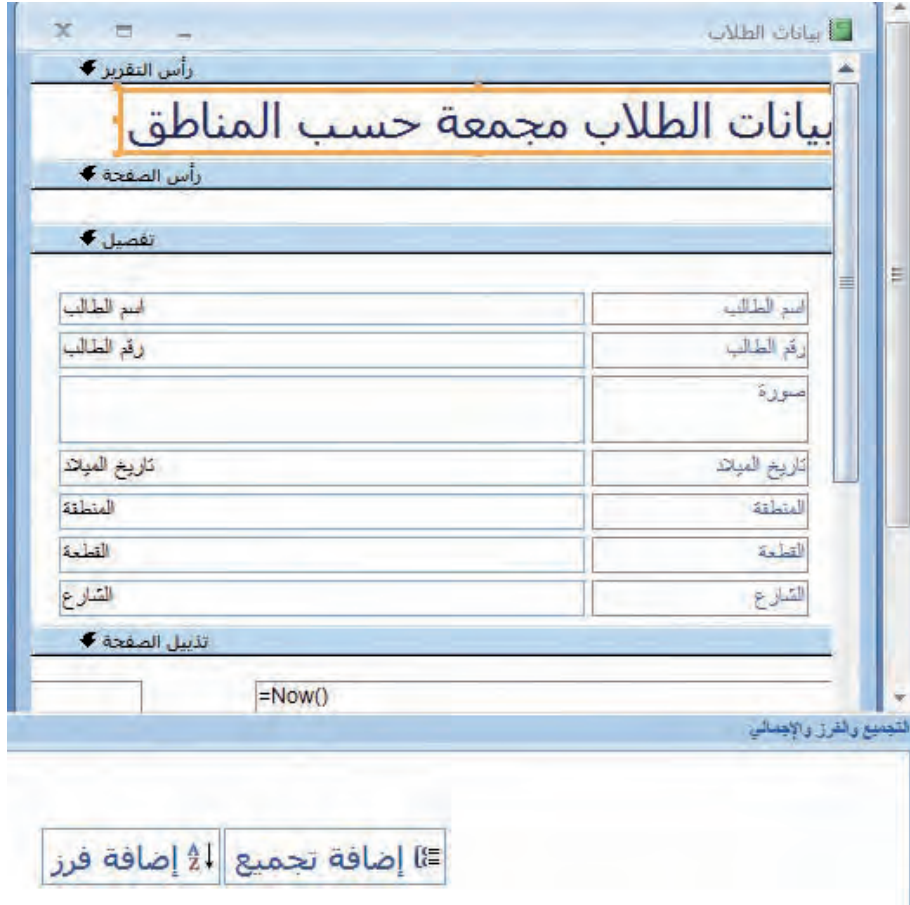 بيانات الطلاب
رأس التقرير
بيانات الطلاب مجمعة حسب المناطق
رأس الصفحة
تفصيل
اسم الطالب اسم الطالب
رقم الطالب رقم الطالب
صورة
تاريخ الميلاد تاريخ الميلاد
المنطقة المنطقة
القطعة القطعة
الشارع الشارع
تذييل الصفحة
=Now()
التجميع والفرز والإجمالي
إضافة تجميع إضافة فرز